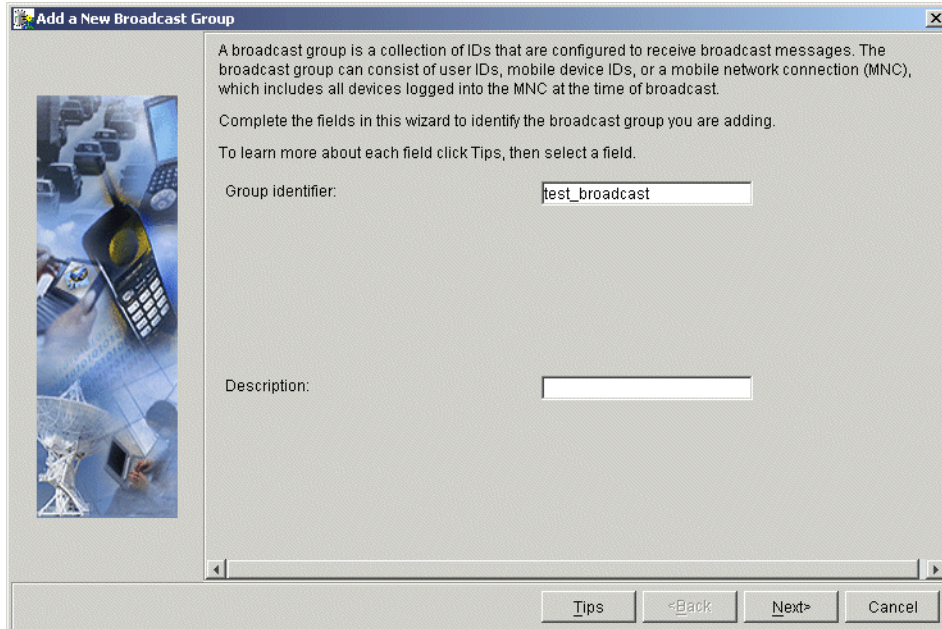 Add a New Broadcast Group
A broadcast group is a collection of IDs that are configured to receive broadcast messages. The
broadcast group can consist of user IDs, mobile device IDs, or a mobile network connection (MNC),
which includes all devices logged into the MNC at the time of broadcast.
Complete the fields in this wizard to identify the broadcast group you are adding.
To learn more about each field click Tips, then select a field.
Group identifier:
test_broadcast
Description:
Tips
<Back
Next>
Cancel